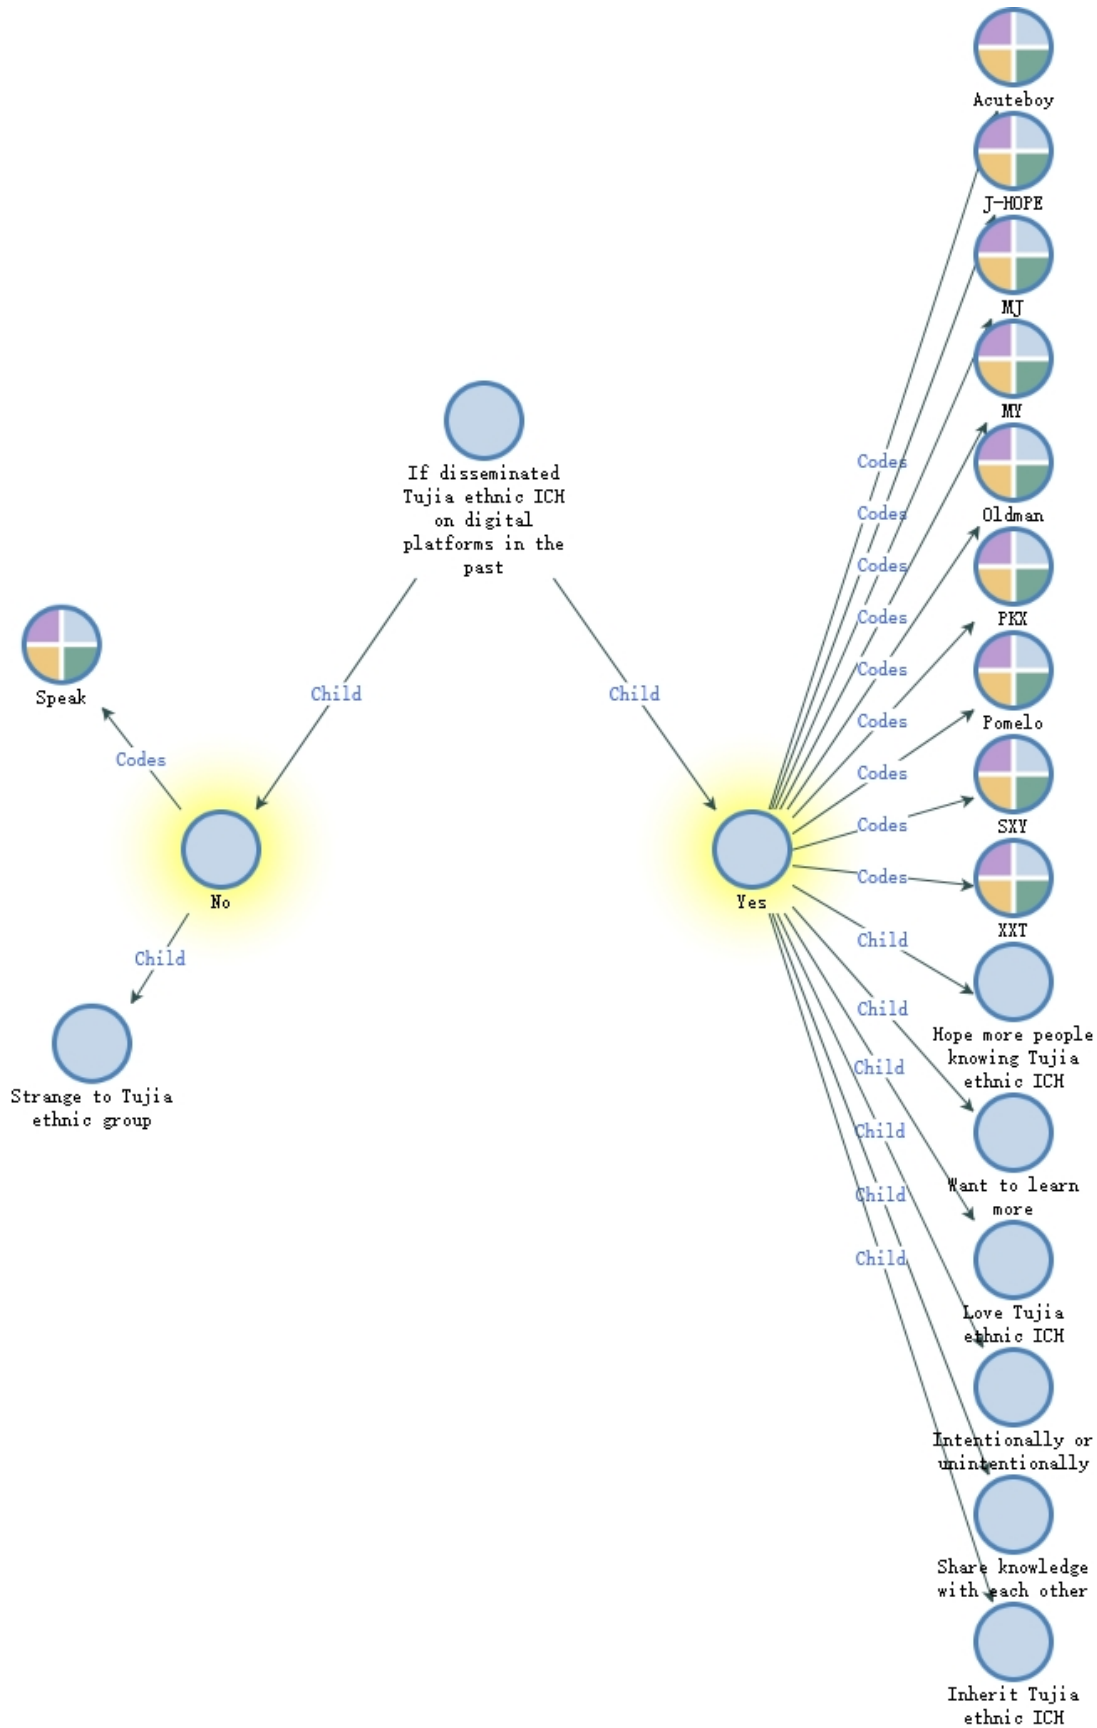 Acuteboy
J-HOPE
MJ
MY
Oldman
PKX
Pomelo
SXY
XXT
Hope more people
knowing Tujia
ethnic ICH
Want to learn
more
Love Tujia
ethnic ICH
Intentionally or
unintentionally
Share knowledge
with each other
Inherit Tujia
ethnic ICH
Codes
Codes
Codes
Codes
Codes
Codes
Codes
Codes
Codes
Child
Child
Child
Child
Child
Child
If disseminated
Tujia ethnic ICH
on digital
platforms in the
past
Child
Child
Speak
Codes
No
Yes
Child
Strange to Tujia
ethnic group